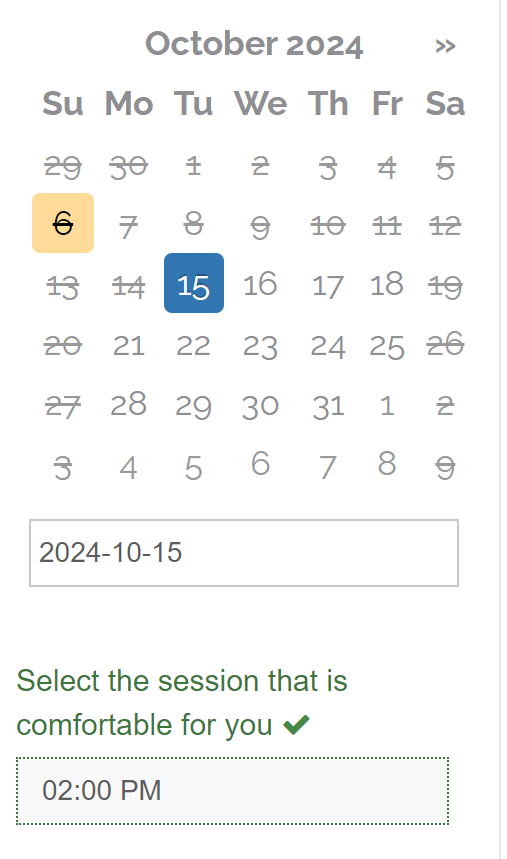 October 2024 »
Su Mo Tu We Th Fr Sa
29 30 1 2 3 4 5
6 7 8 9 10 11 12
13 14 15 16 17 18 19
20 21 22 23 24 25 26
27 28 29 30 31 1 2
3 4 5 6 7 8 9
2024-10-15
Select the session that is
comfortable for you ✔
02:00 PM